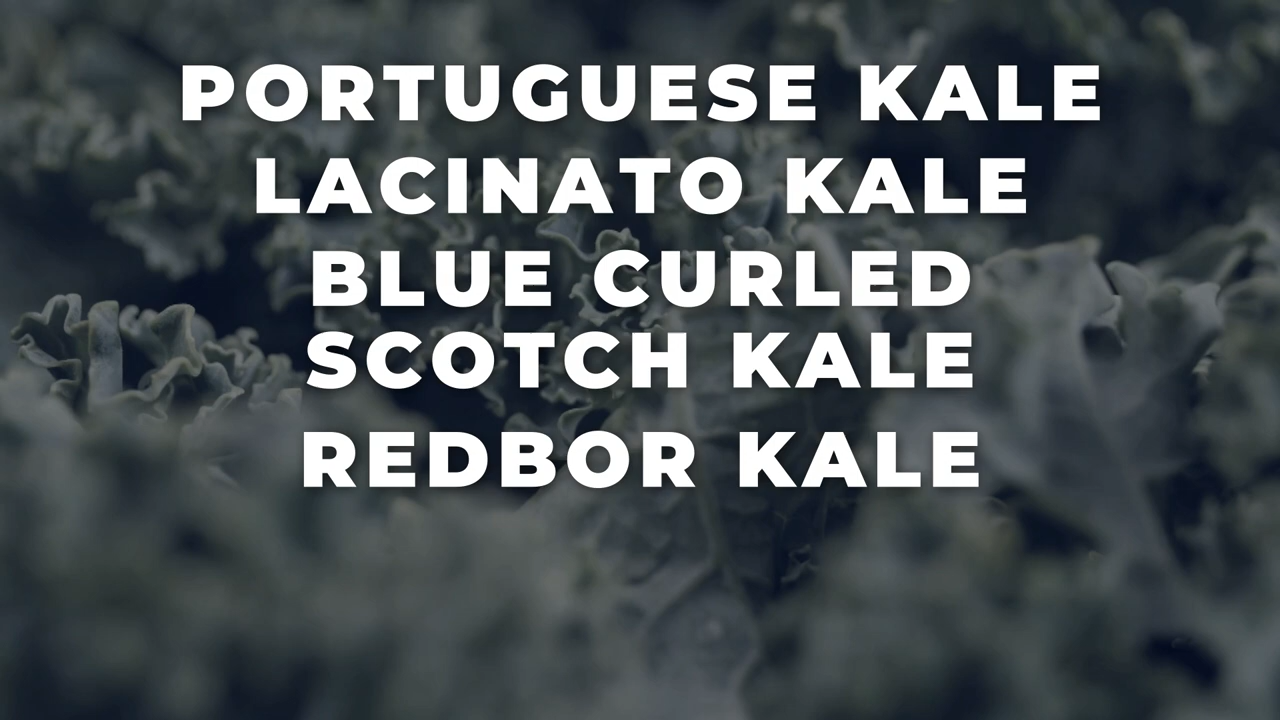 PORTUGUESE KALE
LACINATO KALE
BLUE CURLED
SCOTCH KALE
REDBOR KALE